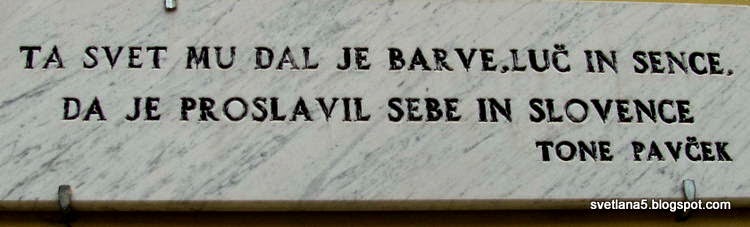 TA SVET MU DAL JE BARVE, LUČ IN SENCE,
DA JE PROSLAVIL SEBE IN SLOVENCE
TONE PAVČEK
svetlana5.blogspot.com